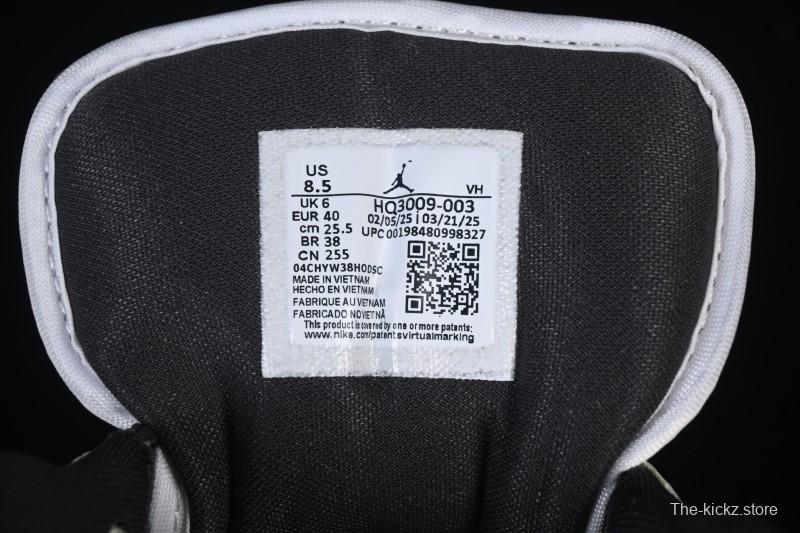 US
8.5
VH
UK 6
HQ3009-003
EUR 40
02/05/25 | 03/21/25
cm 25.5
UPC 00198480998327
BR 38
CN 255
04CHYW38HODSC
MADE IN VIETNAM
HECHO EN VIETNAM
FABRIQUE AU VIETNAM
FABRICADO NO VIETNÃ
This product is covered by one or more patents:
www.nike.com/patentsvirtualmarking
The-kickz.store